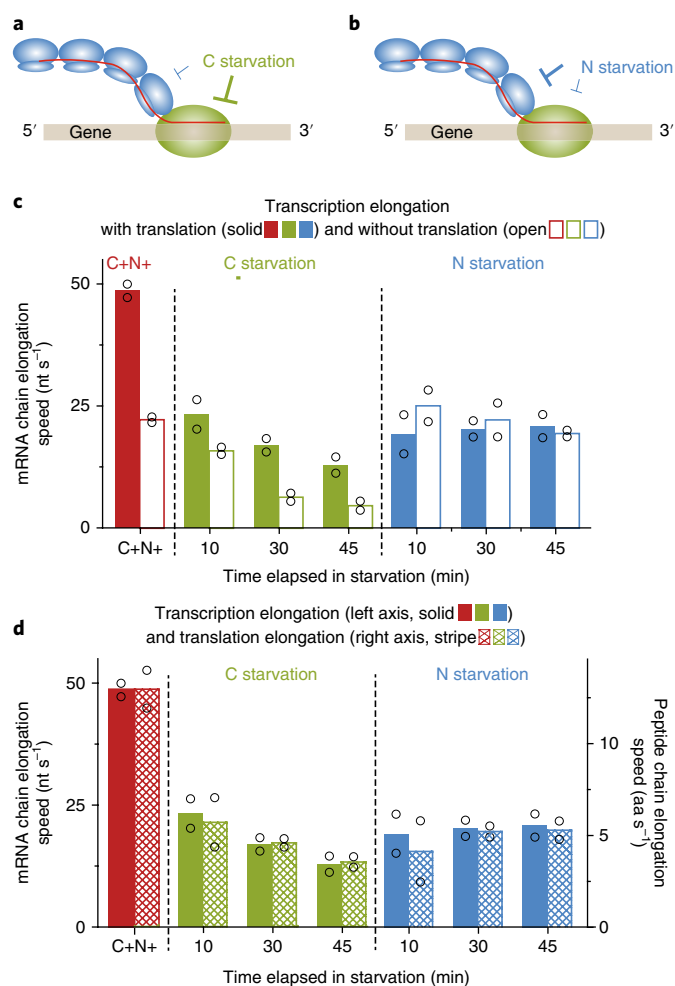 a
b
C starvation
N starvation
5′ Gene 3′
5′ Gene 3′
c
Transcription elongation
with translation (solid ) and without translation (open )
C+N+
C starvation
N starvation
mRNA chain elongation
speed (nt s⁻¹)
50
25
0
C+N+ 10 30 45 10 30 45
Time elapsed in starvation (min)
d
Transcription elongation (left axis, solid )
and translation elongation (right axis, stripe )
C starvation
N starvation
mRNA chain elongation
speed (nt s⁻¹)
50
25
0
Peptide chain elongation
speed (aa s⁻¹)
10
5
0
C+N+ 10 30 45 10 30 45
Time elapsed in starvation (min)